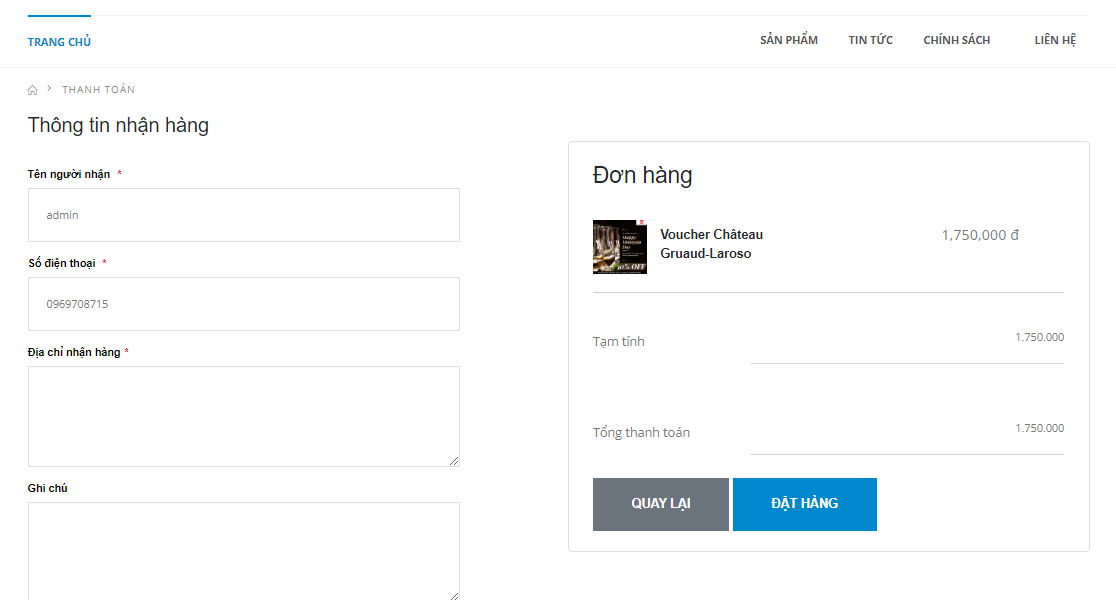 TRANG CHỦ
SẢN PHẨM
TIN TỨC
CHÍNH SÁCH
LIÊN HỆ
THANH TOÁN
Thông tin nhận hàng
Tên người nhận *
admin
Số điện thoại *
0969708715
Địa chỉ nhận hàng *
Ghi chú
Đơn hàng
Voucher Château
Gruaud-Laroso
1,750,000 đ
Tạm tính
1.750.000
Tổng thanh toán
1.750.000
QUAY LẠI
ĐẶT HÀNG